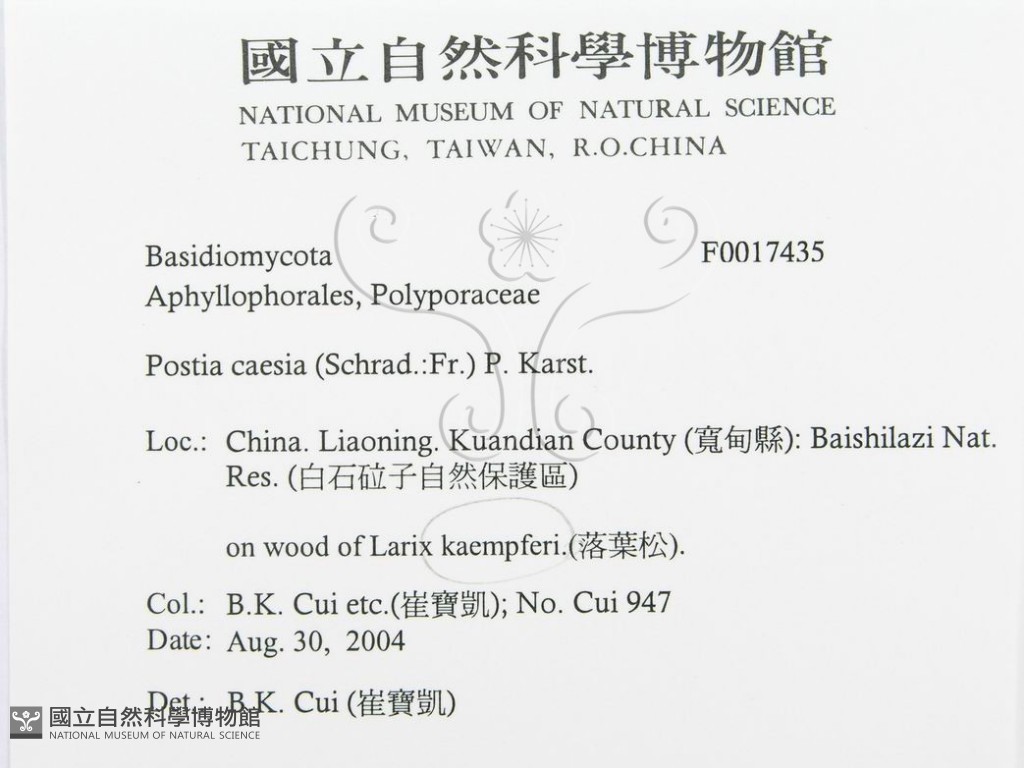 國立自然科學博物館
NATIONAL MUSEUM OF NATURAL SCIENCE
TAICHUNG, TAIWAN, R.O.CHINA
Basidiomycota F0017435
Aphyllophorales, Polyporaceae
Postia caesia (Schrad.:Fr.) P. Karst.
Loc.: China. Liaoning. Kuandian County (寬甸縣): Baishilazi Nat.
Res. (白石砬子自然保護區)
on wood of Larix kaempferi.(落葉松).
Col.: B.K. Cui etc.(崔寶凱); No. Cui 947
Date: Aug. 30, 2004
Det.: B.K. Cui (崔寶凱)
國立自然科學博物館
NATIONAL MUSEUM OF NATURAL SCIENCE